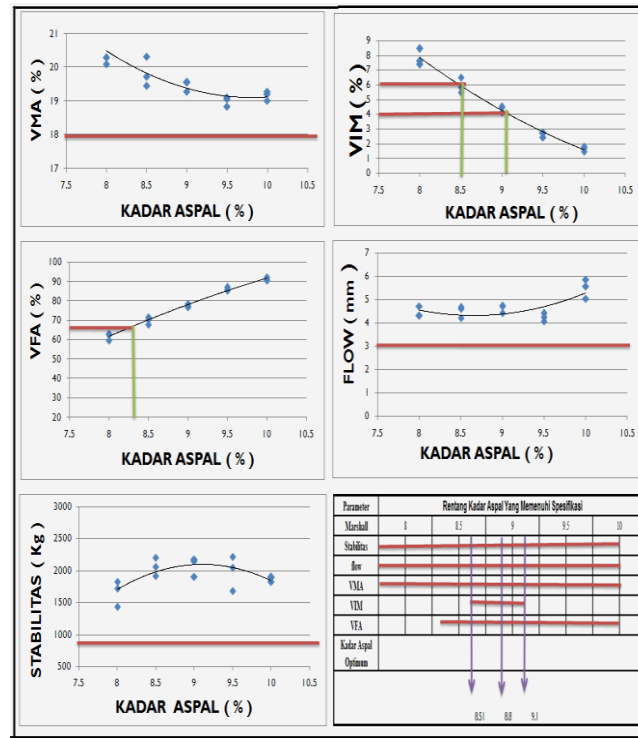 VMA ( % )
21
20
19
18
17
7.5 8 8.5 9 9.5 10 10.5
KADAR ASPAL ( % )
VIM ( % )
9
8
7
6
5
4
3
2
1
0
7.5 8 8.5 9 9.5 10 10.5
KADAR ASPAL ( % )
VFA ( % )
100
90
80
70
60
50
40
30
20
7.5 8 8.5 9 9.5 10 10.5
KADAR ASPAL ( % )
FLOW ( mm )
7
6
5
4
3
2
1
0
7.5 8 8.5 9 9.5 10 10.5
KADAR ASPAL ( % )
STABILITAS ( Kg )
3000
2500
2000
1500
1000
500
7.5 8 8.5 9 9.5 10 10.5
KADAR ASPAL ( % )
Parameter Rentang Kadar Aspal Yang Memenuhi Spesifikasi
Marshall 8 8.5 9 9.5 10
Stabilitas
flow
VMA
VIM
VFA
Kadar Aspal
Optimum
8.51 8.8 9.1